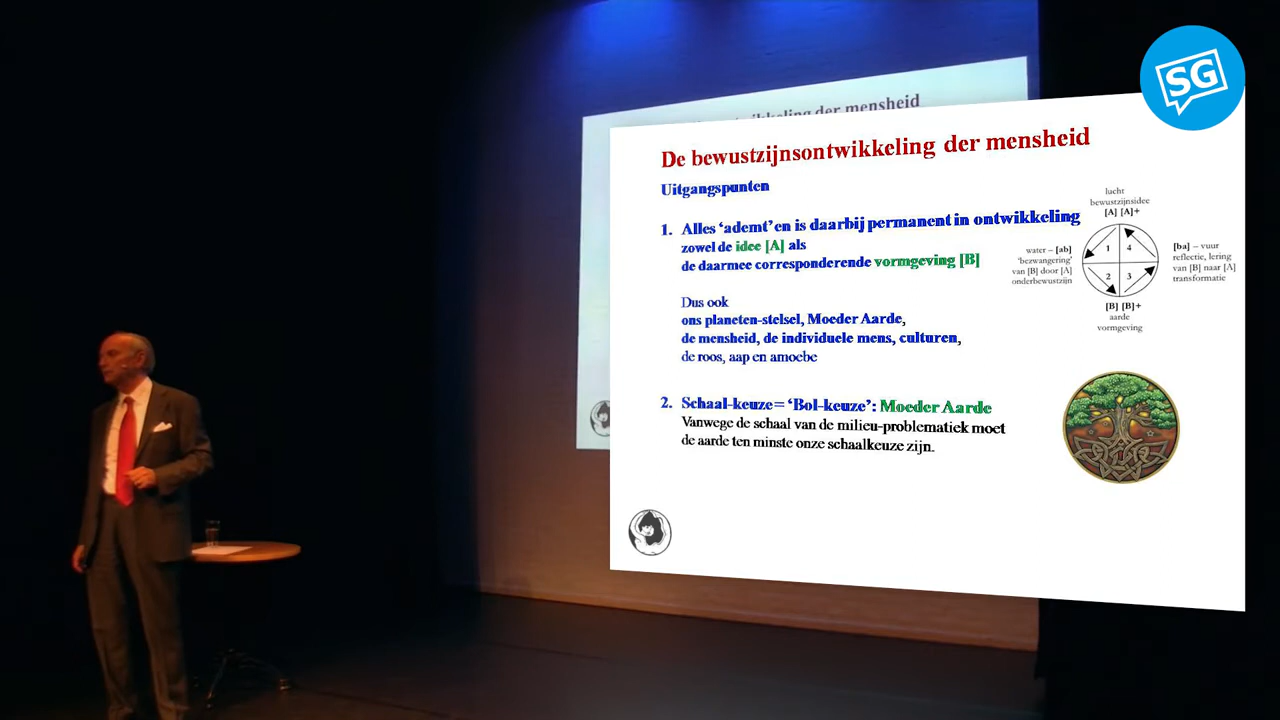 SG
ontwikkeling der mensheid
De bewustzijnsontwikkeling der mensheid
Uitgangspunten
1. Alles ‘ademt’ en is daarbij permanent in ontwikkeling
zowel de idee [A] als
de daarmee corresponderende vormgeving [B]
Dus ook
ons planeten-stelsel, Moeder Aarde,
de mensheid, de individuele mens, culturen,
de roos, aap en amoebe
2. Schaal-keuze = ‘Bol-keuze’: Moeder Aarde
Vanwege de schaal van de milieu-problematiek moet
de aarde ten minste onze schaalkeuze zijn.
lucht
bewustzijnsidee
[A] [A]+
water – [ab]
‘bezwangering’
van [B] door [A]
onderbewustzijn
1 4
2 3
[ba] – vuur
reflectie, lering
van [B] naar [A]
transformatie
[B] [B]+
aarde
vormgeving